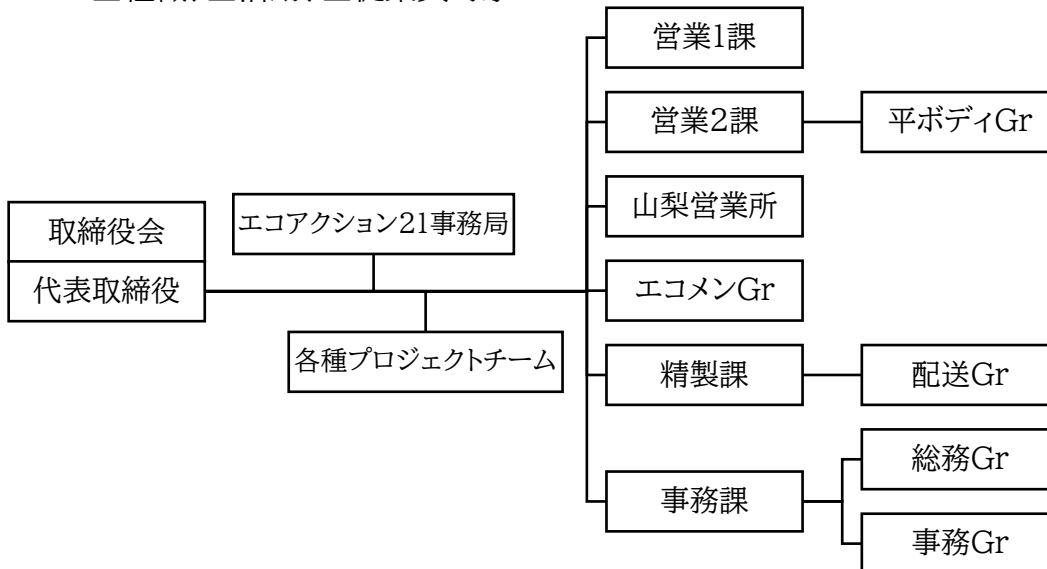 営業1課
営業2課
平ボディGr
山梨営業所
エコアクション21事務局
取締役会
代表取締役
エコメンGr
各種プロジェクトチーム
精製課
配送Gr
総務Gr
事務課
事務Gr